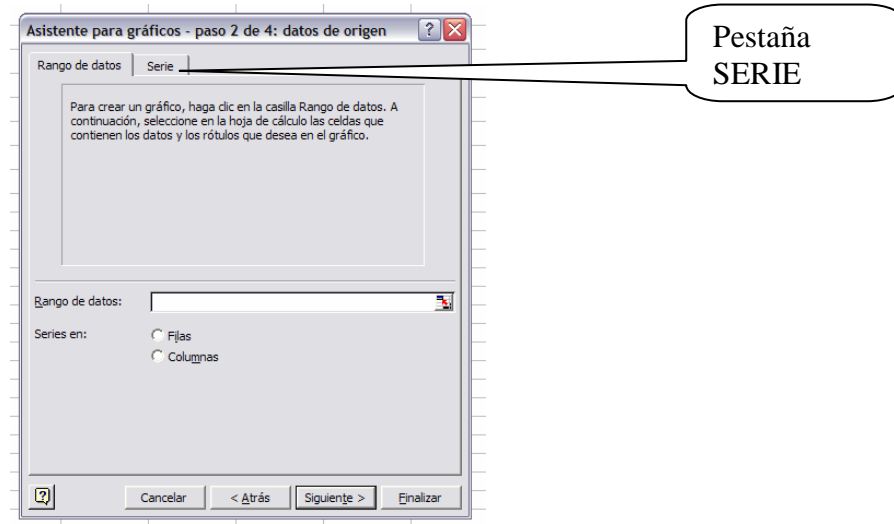 Asistente para gráficos - paso 2 de 4: datos de origen
Pestaña
SERIE
Rango de datos
Serie
Para crear un gráfico, haga clic en la casilla Rango de datos. A
continuación, seleccione en la hoja de cálculo las celdas que
contienen los datos y los rótulos que desea en el gráfico.
Rango de datos:
Series en:
Filas
Columnas
Cancelar
< Atrás
Siguiente >
Finalizar